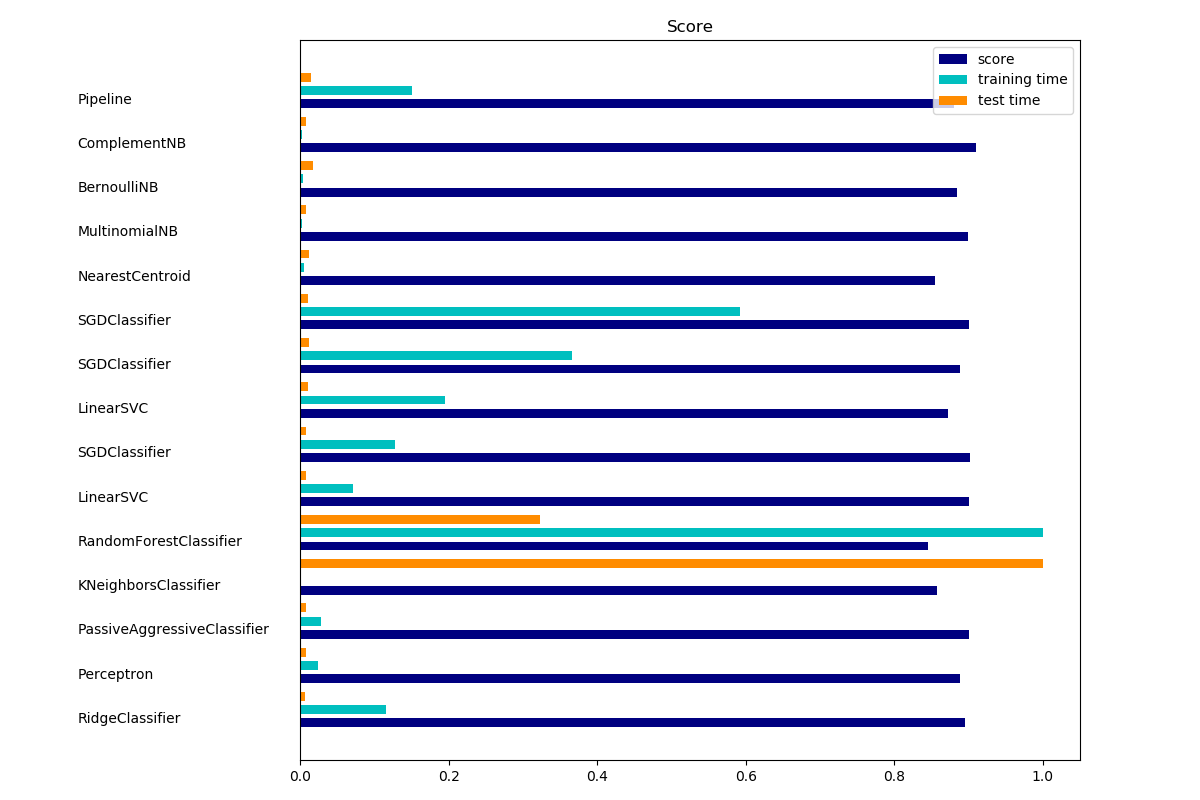 Score
score
training time
test time
Pipeline
ComplementNB
BernoulliNB
MultinomialNB
NearestCentroid
SGDClassifier
SGDClassifier
LinearSVC
SGDClassifier
LinearSVC
RandomForestClassifier
KNeighborsClassifier
PassiveAggressiveClassifier
Perceptron
RidgeClassifier
0.0 0.2 0.4 0.6 0.8 1.0